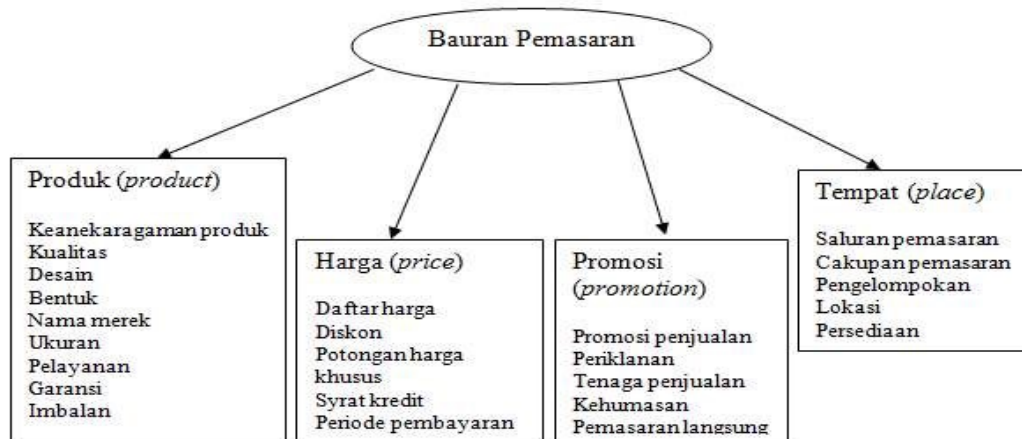 Bauran Pemasaran
Produk (product)
Keanekaragaman produk
Kualitas
Desain
Bentuk
Nama merek
Ukuran
Pelayanan
Garansi
Imbalan
Harga (price)
Daftar harga
Diskon
Potongan harga
khusus
Syrat kredit
Periode pembayaran
Promosi
(promotion)
Promosi penjualan
Periklanan
Tenaga penjualan
Kehumasan
Pemasaran langsung
Tempat (place)
Saluran pemasaran
Cakupan pemasaran
Pengelompokan
Lokasi
Persediaan